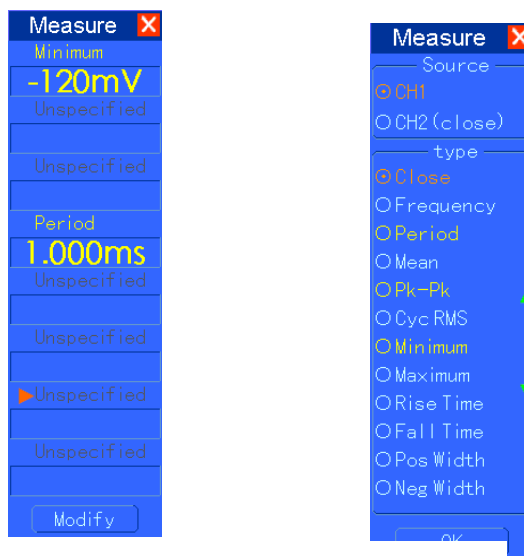 Measure X
Minimum
-120mV
Unspecified
Unspecified
Period
1.000ms
Unspecified
Unspecified
Unspecified
Unspecified
Modify
Measure X
Source
CH1
CH2(close)
type
Close
Frequency
Period
Mean
Pk-Pk
Cyc RMS
Minimum
Maximum
Rise Time
Fall Time
Pos Width
Neg Width
OK